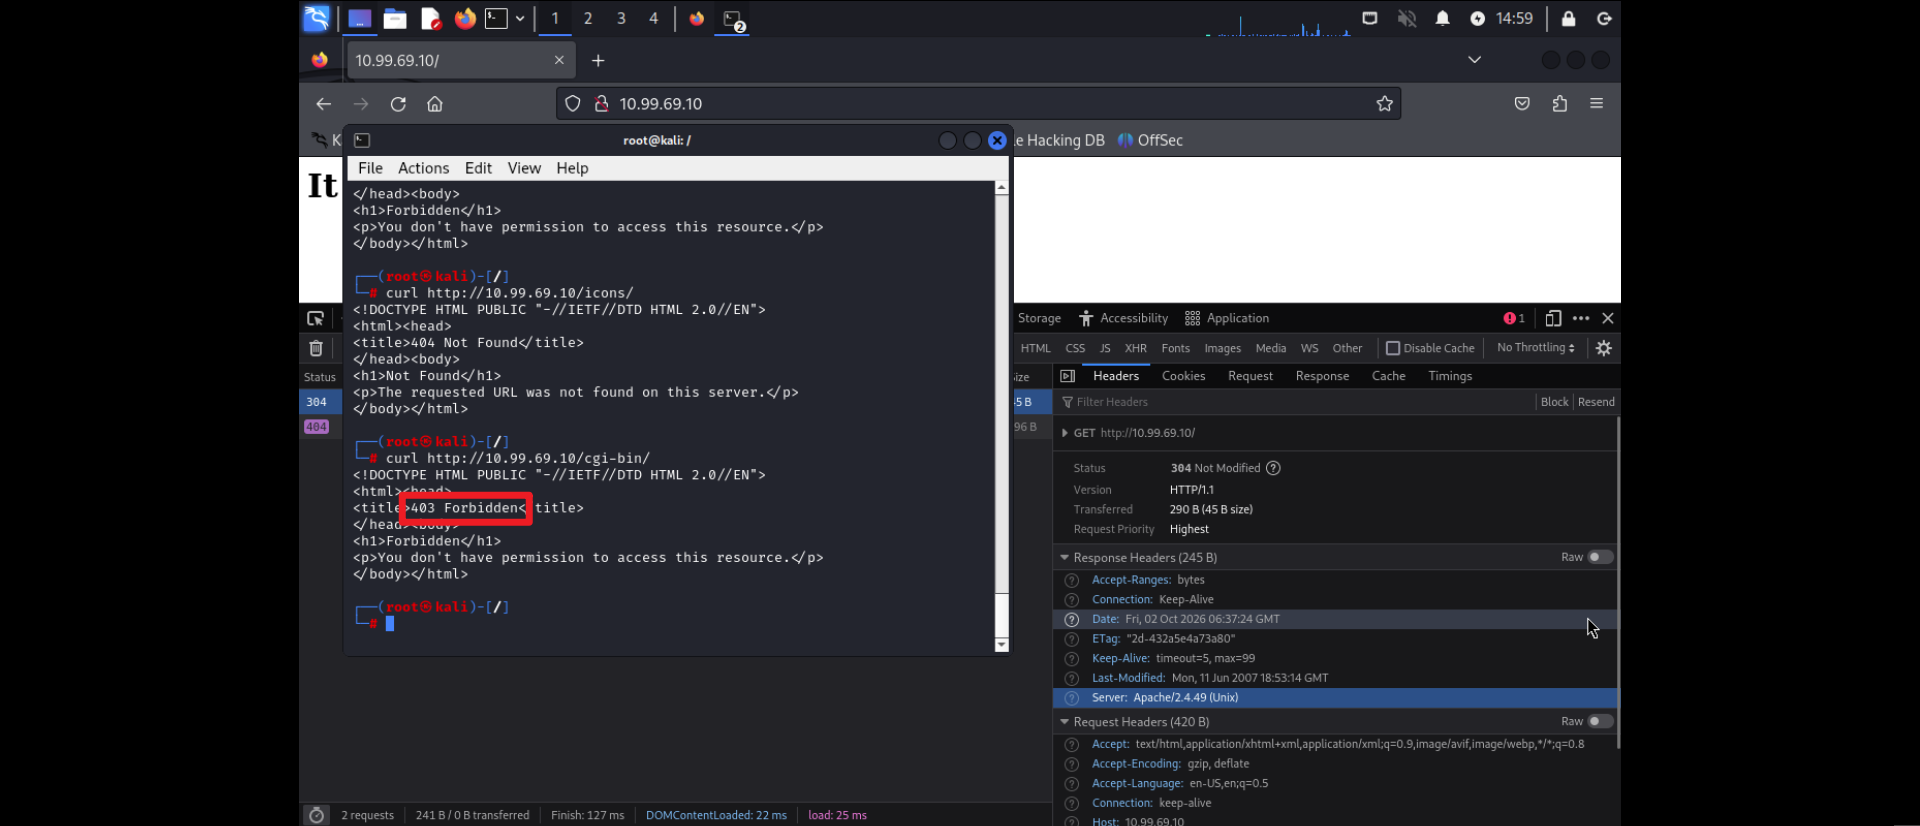 1 2 3 4
2
14:59
10.99.69.10/
10.99.69.10
K
root@kali: /
le Hacking DB
OffSec
File Actions Edit View Help
It
</head><body>
<h1>Forbidden</h1>
<p>You don't have permission to access this resource.</p>
</body></html>
(root㉿kali)-[/]
# curl http://10.99.69.10/icons/
<!DOCTYPE HTML PUBLIC "-//IETF//DTD HTML 2.0//EN">
<html><head>
<title>404 Not Found</title>
</head><body>
<h1>Not Found</h1>
<p>The requested URL was not found on this server.</p>
</body></html>
(root㉿kali)-[/]
# curl http://10.99.69.10/cgi-bin/
<!DOCTYPE HTML PUBLIC "-//IETF//DTD HTML 2.0//EN">
<html><head>
<title>403 Forbidden< title>
</head><body>
<h1>Forbidden</h1>
<p>You don't have permission to access this resource.</p>
</body></html>
(root㉿kali)-[/]
#
Storage Accessibility Application 1
HTML CSS JS XHR Fonts Images Media WS Other Disable Cache No Throttling
Status
ize
304
45 B
404
96 B
Headers Cookies Request Response Cache Timings
Filter Headers Block Resend
GET http://10.99.69.10/
Status 304 Not Modified
Version HTTP/1.1
Transferred 290 B (45 B size)
Request Priority Highest
Response Headers (245 B) Raw
Accept-Ranges: bytes
Connection: Keep-Alive
Date: Fri, 02 Oct 2026 06:37:24 GMT
ETag: "2d-432a5e4a73a80"
Keep-Alive: timeout=5, max=99
Last-Modified: Mon, 11 Jun 2007 18:53:14 GMT
Server: Apache/2.4.49 (Unix)
Request Headers (420 B) Raw
Accept: text/html,application/xhtml+xml,application/xml;q=0.9,image/avif,image/webp,*/*;q=0.8
Accept-Encoding: gzip, deflate
Accept-Language: en-US,en;q=0.5
Connection: keep-alive
Host: 10.99.69.10
2 requests 241 B / 0 B transferred Finish: 127 ms DOMContentLoaded: 22 ms load: 25 ms